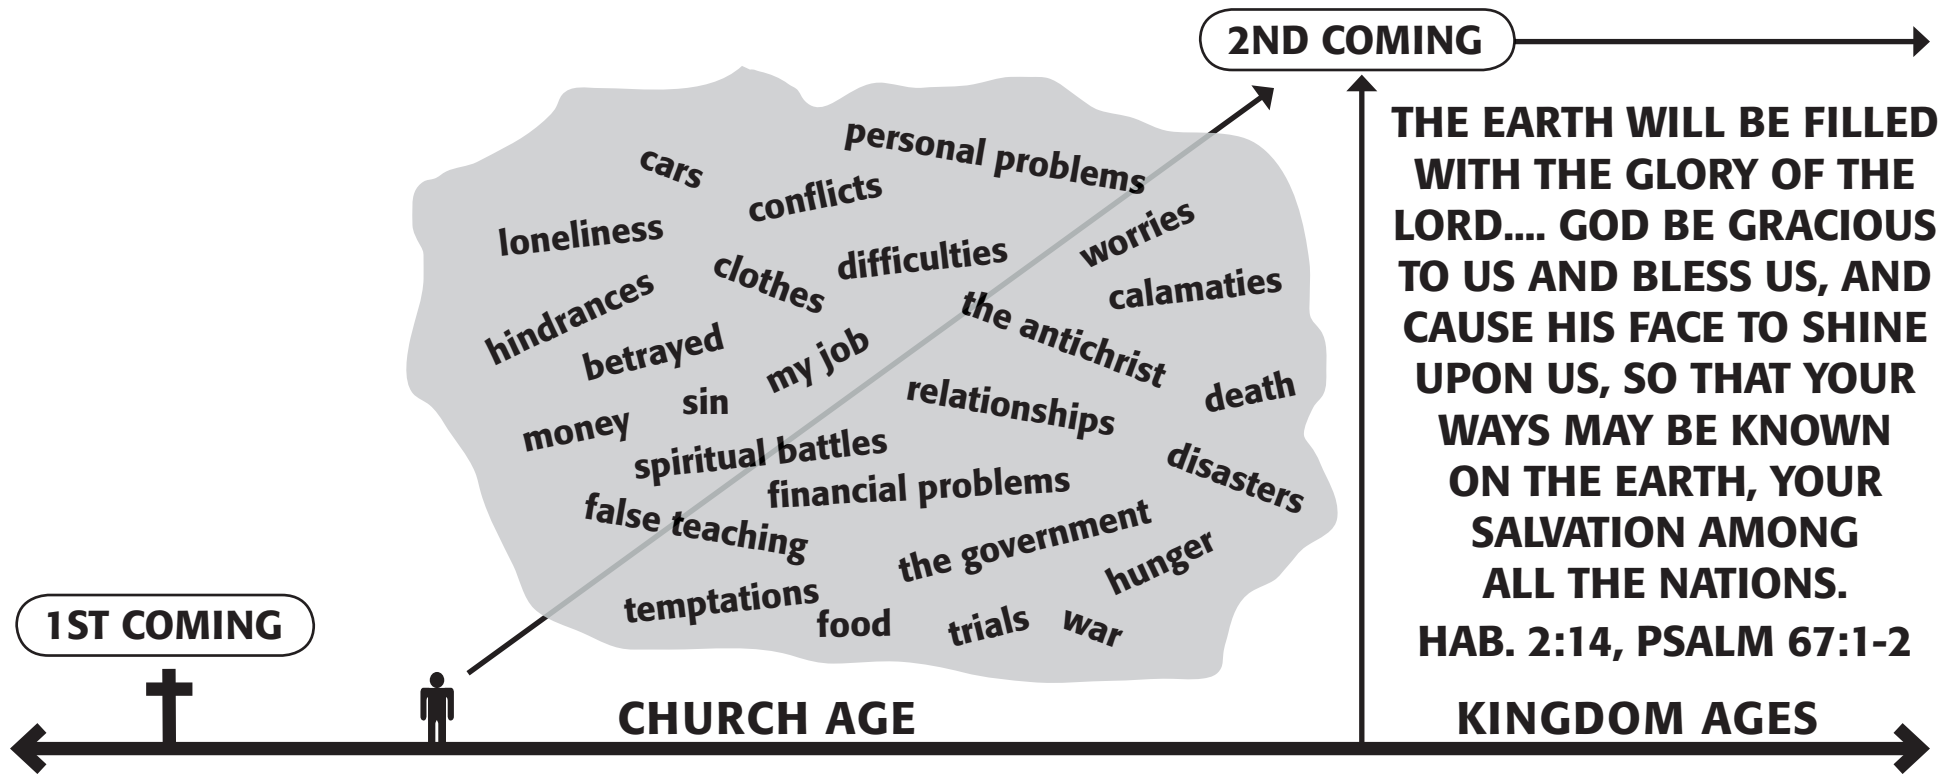 2ND COMING
THE EARTH WILL BE FILLED
WITH THE GLORY OF THE
LORD.... GOD BE GRACIOUS
TO US AND BLESS US, AND
CAUSE HIS FACE TO SHINE
UPON US, SO THAT YOUR
WAYS MAY BE KNOWN
ON THE EARTH, YOUR
SALVATION AMONG
ALL THE NATIONS.
HAB. 2:14, PSALM 67:1-2
personal problems
cars
conflicts
loneliness
worries
difficulties
clothes
calamaties
hindrances
the antichrist
betrayed
my job
death
sin
relationships
money
spiritual battles
disasters
financial problems
false teaching
the government
hunger
temptations
food
trials
war
1ST COMING
CHURCH AGE
KINGDOM AGES